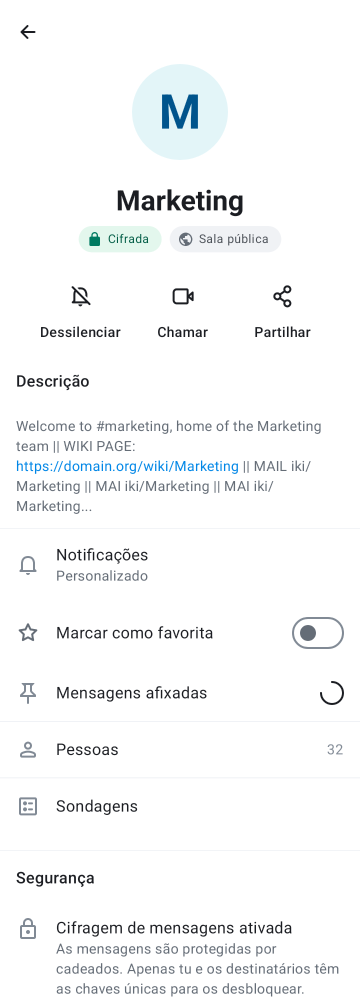 M
Marketing
Cifrada
Sala pública
Dessilenciar
Chamar
Partilhar
Descrição
Welcome to #marketing, home of the Marketing
team || WIKI PAGE:
https://domain.org/wiki/Marketing || MAIL iki/
Marketing || MAI iki/Marketing || MAI iki/
Marketing...
Notificações
Personalizado
Marcar como favorita
Mensagens afixadas
Pessoas 32
Sondagens
Segurança
Cifragem de mensagens ativada
As mensagens são protegidas por
cadeados. Apenas tu e os destinatários têm
as chaves únicas para os desbloquear.